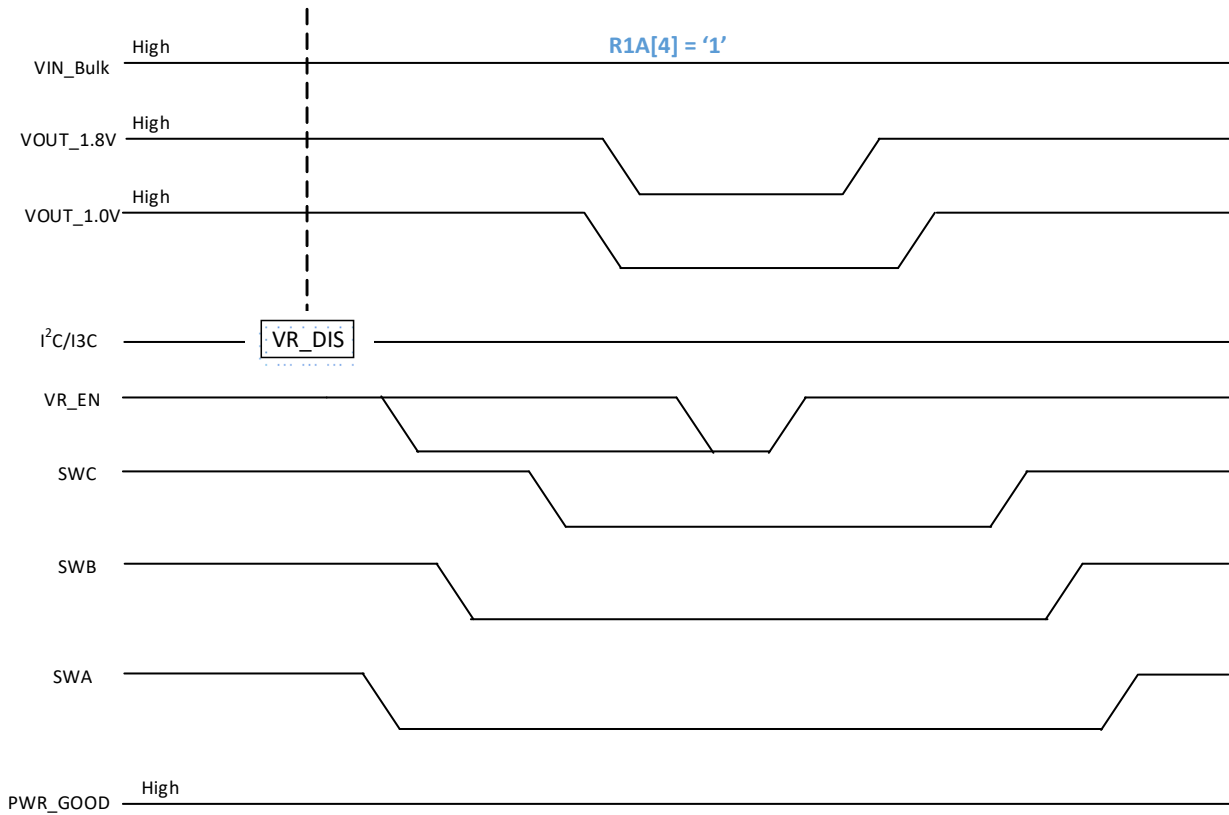 R1A[4] = ‘1’
VIN_Bulk High
VOUT_1.8V High
VOUT_1.0V High
I²C/I3C VR_DIS
VR_EN
SWC
SWB
SWA
PWR_GOOD High